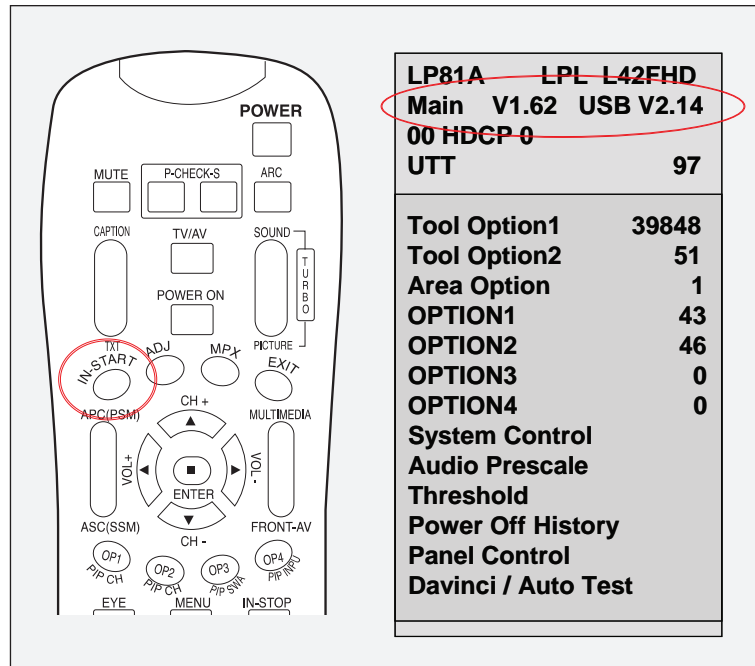 POWER
MUTE P-CHECK-S ARC
CAPTION TV/AV SOUND
TURBO
POWER ON
TXT PICTURE
IN-START ADJ MPX EXIT
CH +
APC(PSM) MULTIMEDIA
VOL+ VOL-
ENTER
ASC(SSM) FRONT-AV
CH -
OP1 OP2 OP3 OP4
PIP CH PIP CH PIP SWA PIP INPU
EYE MENU IN-STOP
LP81A LPL L42FHD
Main V1.62 USB V2.14
00 HDCP 0
UTT 97
Tool Option1 39848
Tool Option2 51
Area Option 1
OPTION1 43
OPTION2 46
OPTION3 0
OPTION4 0
System Control
Audio Prescale
Threshold
Power Off History
Panel Control
Davinci / Auto Test